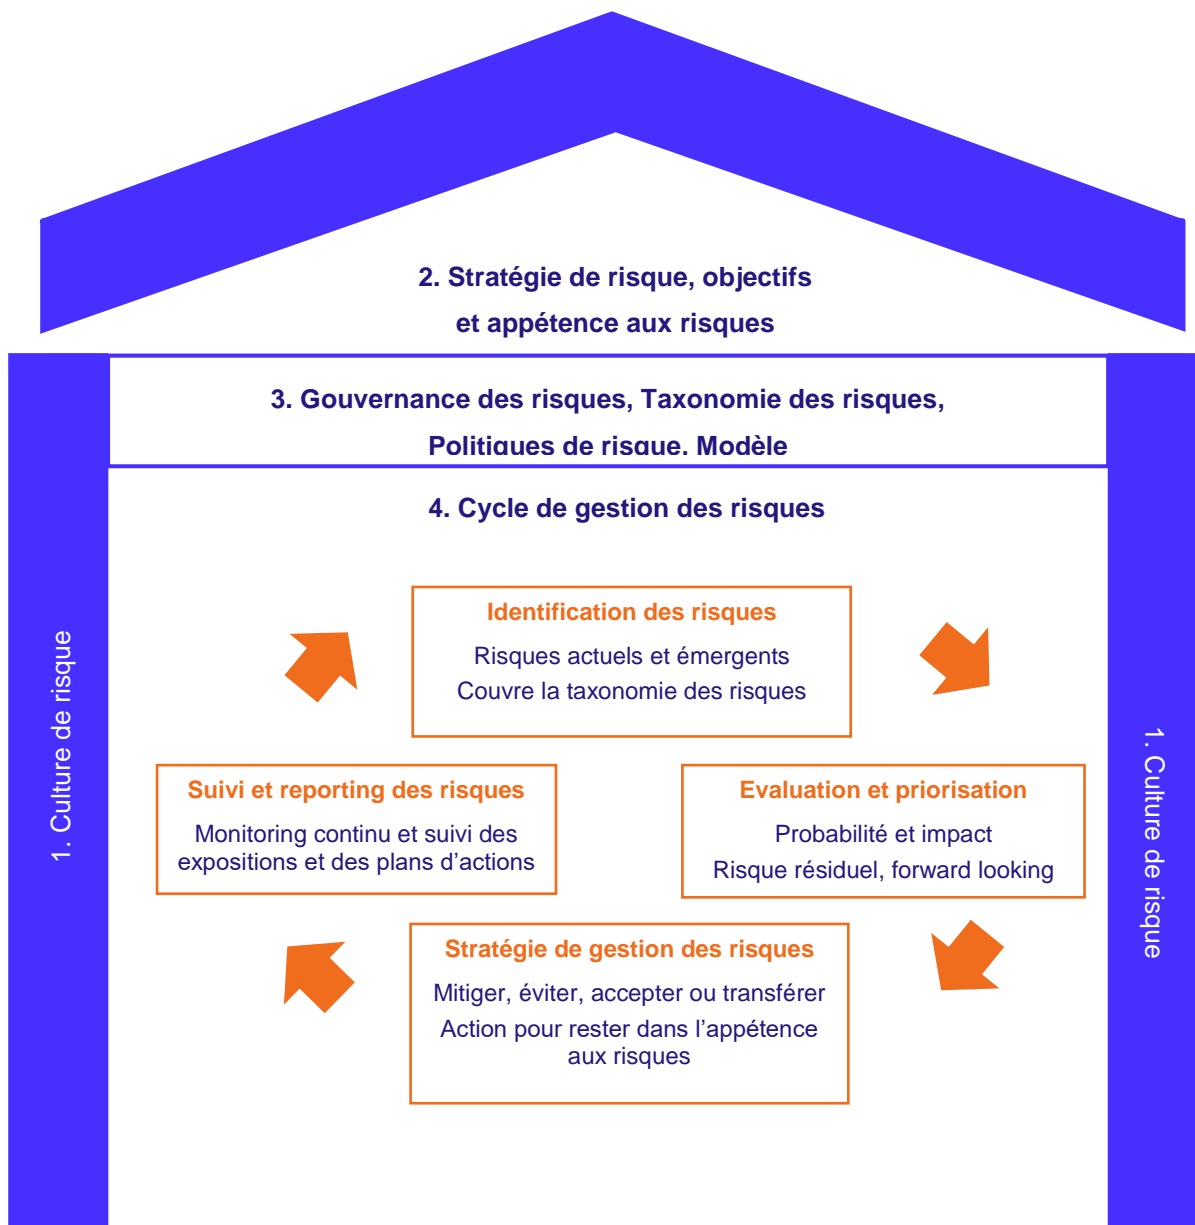 2. Stratégie de risque, objectifs
et appétence aux risques
3. Gouvernance des risques, Taxonomie des risques,
Politiques de risque, Modèle
4. Cycle de gestion des risques
1. Culture de risque
Identification des risques
Risques actuels et émergents
Couvre la taxonomie des risques
Suivi et reporting des risques
Monitoring continu et suivi des
expositions et des plans d’actions
Evaluation et priorisation
Probabilité et impact
Risque résiduel, forward looking
Stratégie de gestion des risques
Mitiger, éviter, accepter ou transférer
Action pour rester dans l’appétence
aux risques
1. Culture de risque